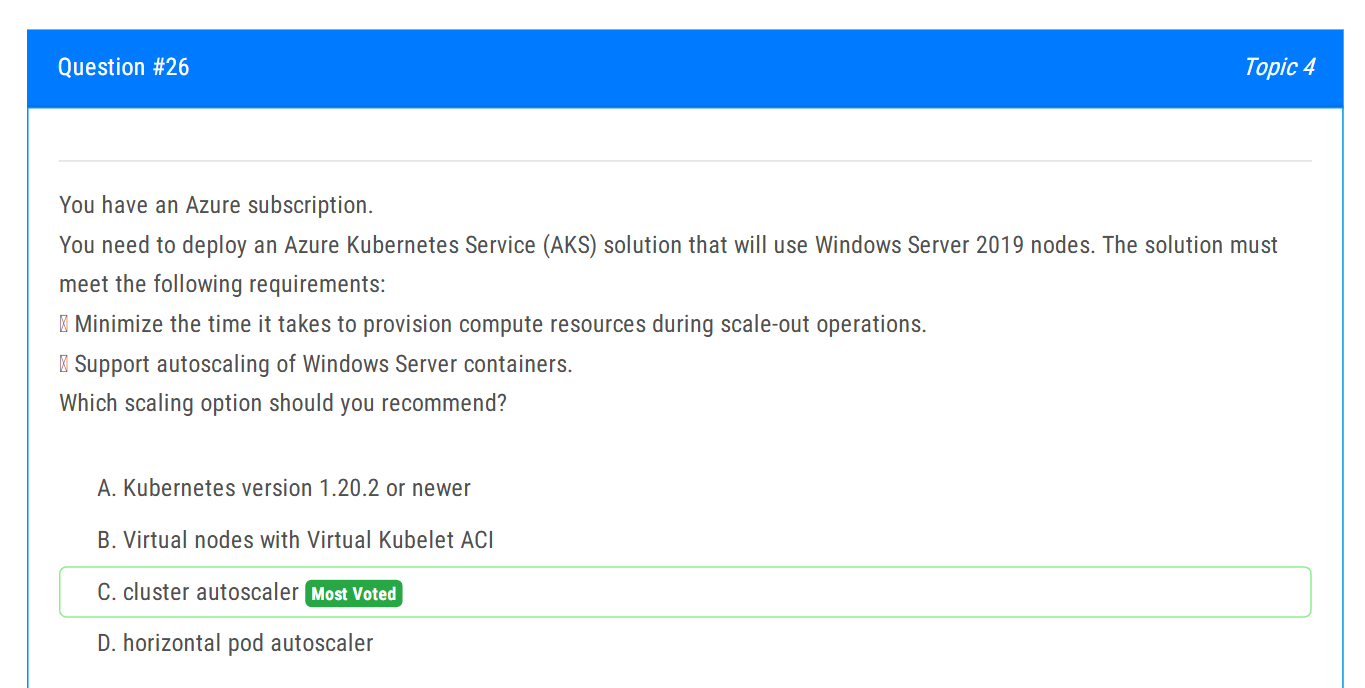 Question #26
Topic 4
You have an Azure subscription.
You need to deploy an Azure Kubernetes Service (AKS) solution that will use Windows Server 2019 nodes. The solution must
meet the following requirements:
Minimize the time it takes to provision compute resources during scale-out operations.
Support autoscaling of Windows Server containers.
Which scaling option should you recommend?
A. Kubernetes version 1.20.2 or newer
B. Virtual nodes with Virtual Kubelet ACI
C. cluster autoscaler Most Voted
D. horizontal pod autoscaler